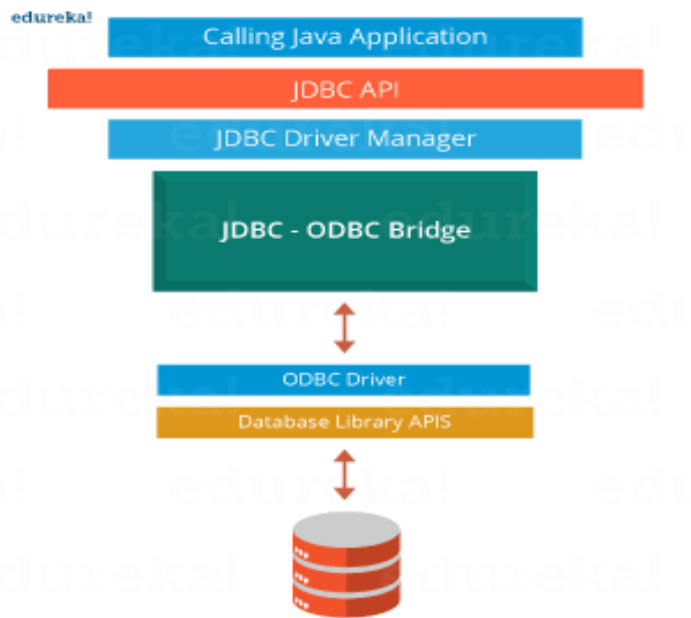 edureka!
Calling Java Application
JDBC API
JDBC Driver Manager
JDBC - ODBC Bridge
ODBC Driver
Database Library APIS